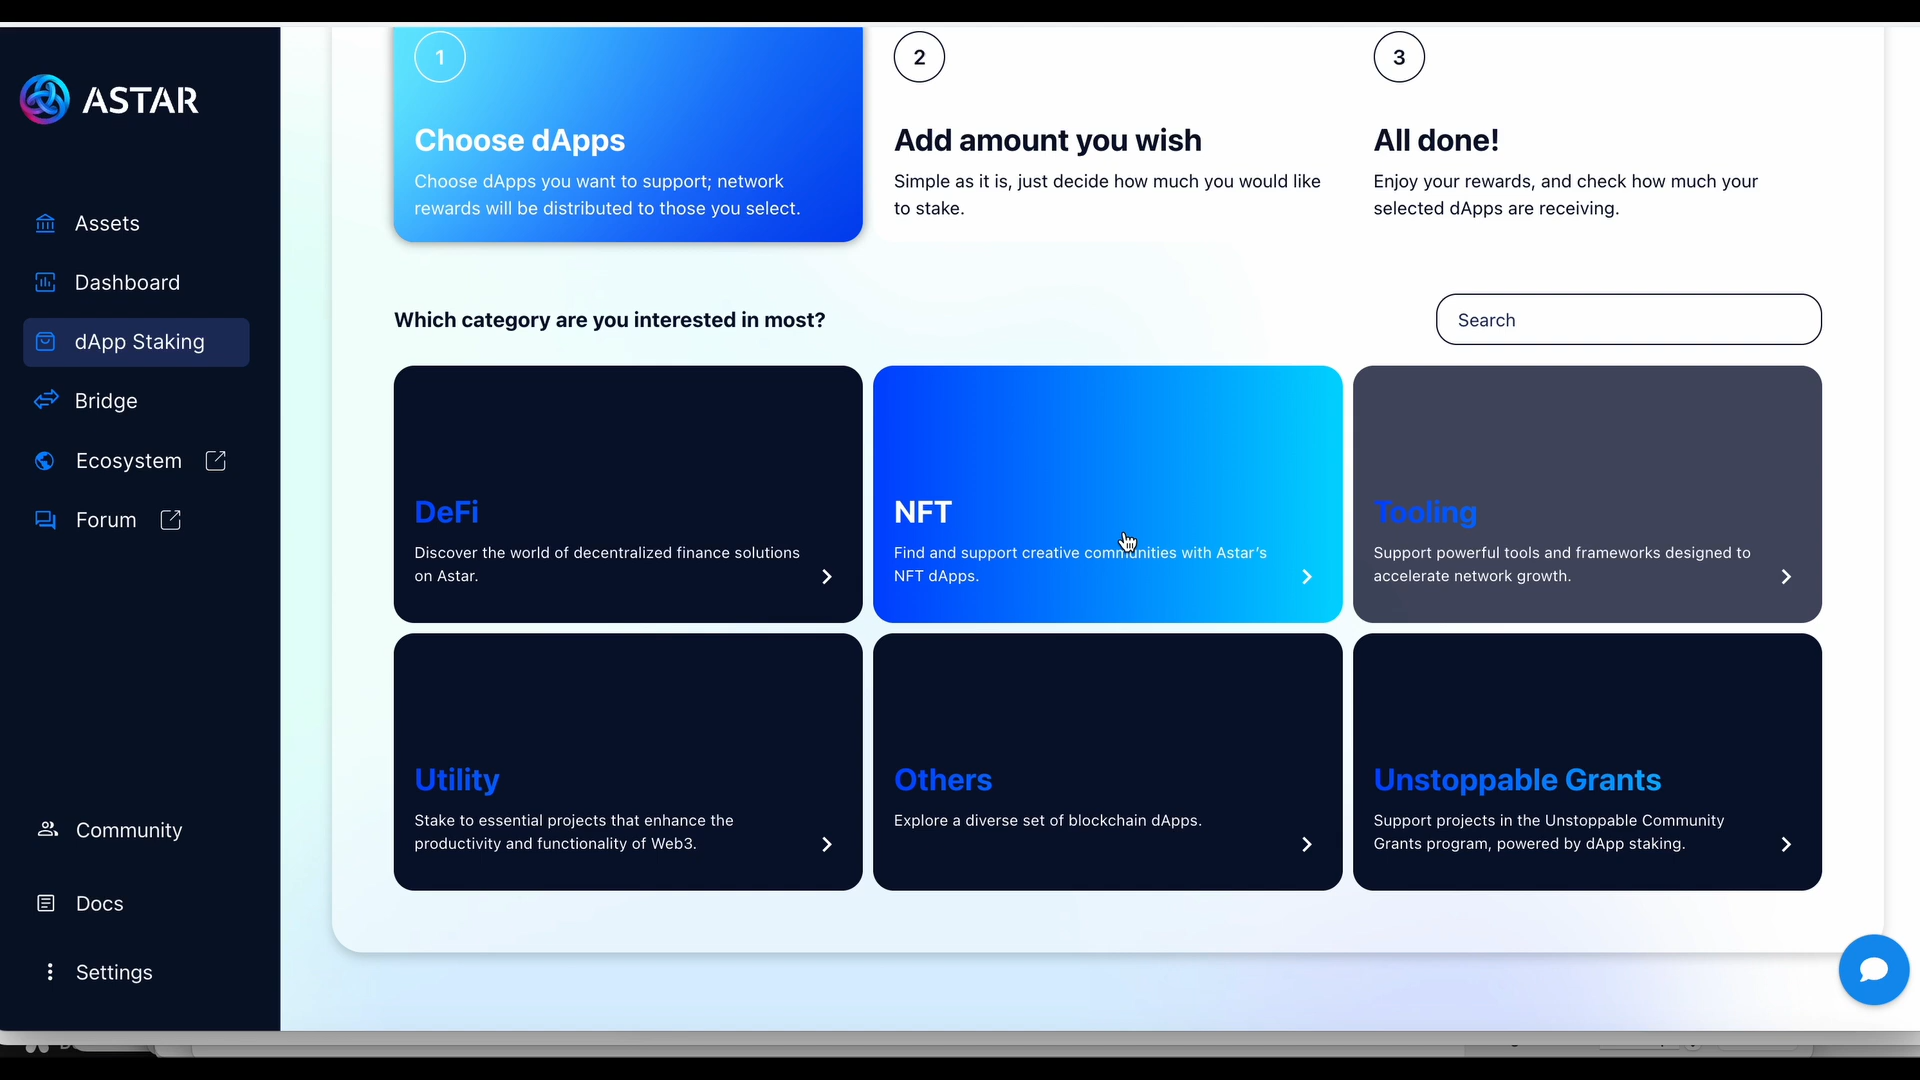 ASTAR
Assets
Dashboard
dApp Staking
Bridge
Ecosystem
Forum
Community
Docs
Settings
1
Choose dApps
Choose dApps you want to support; network
rewards will be distributed to those you select.
2
Add amount you wish
Simple as it is, just decide how much you would like
to stake.
3
All done!
Enjoy your rewards, and check how much your
selected dApps are receiving.
Which category are you interested in most?
Search
DeFi
Discover the world of decentralized finance solutions
on Astar.
NFT
Find and support creative communities with Astar's
NFT dApps.
Tooling
Support powerful tools and frameworks designed to
accelerate network growth.
Utility
Stake to essential projects that enhance the
productivity and functionality of Web3.
Others
Explore a diverse set of blockchain dApps.
Unstoppable Grants
Support projects in the Unstoppable Community
Grants program, powered by dApp staking.